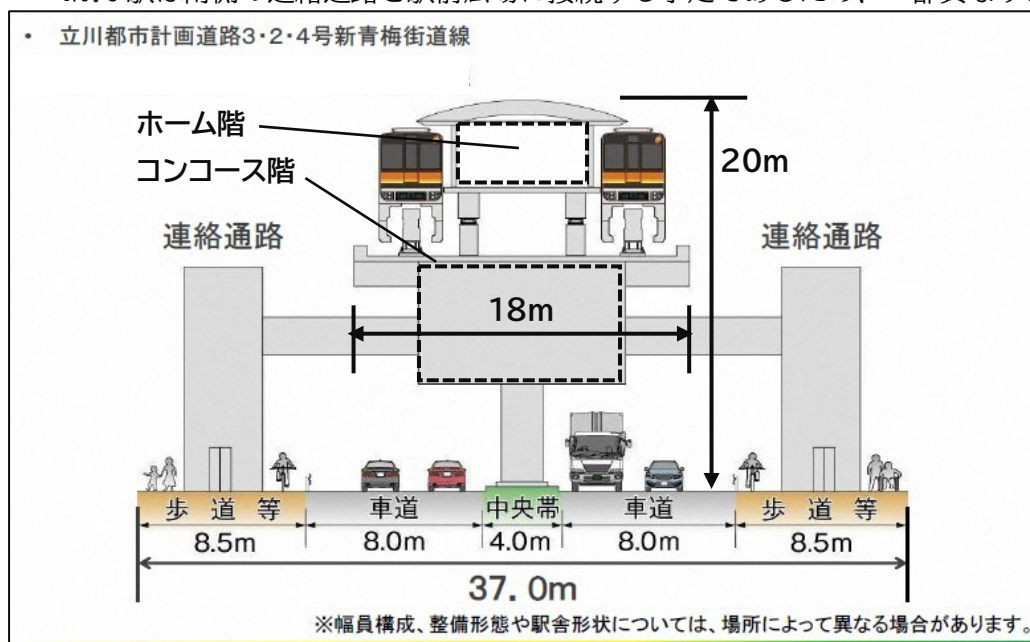 ・ 立川都市計画道路3・2・4号新青梅街道線
ホーム階
コンコース階
20m
連絡通路 連絡通路
18m
歩道等 車道 中央帯 車道 歩道等
8.5m 8.0m 4.0m 8.0m 8.5m
37.0m
※幅員構成、整備形態や駅舎形状については、場所によって異なる場合があります。